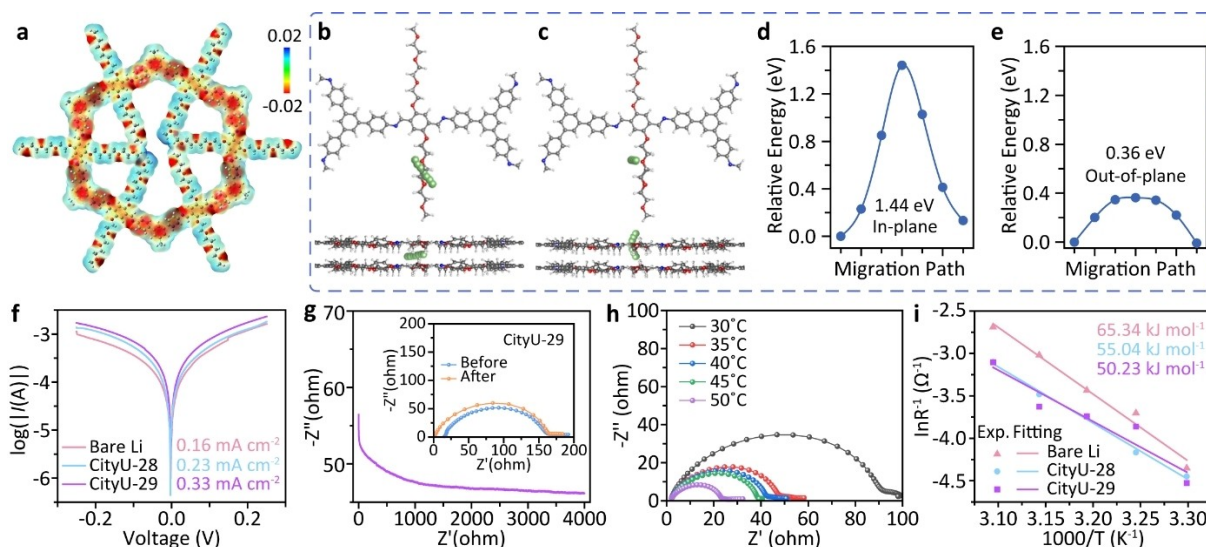 a
0.02
-0.02
b
c
d
Relative Energy (eV)
1.6
1.2
0.8
0.4
0.0
1.44 eV
In-plane
Migration Path
e
Relative Energy (eV)
1.6
1.2
0.8
0.4
0.0
0.36 eV
Out-of-plane
Migration Path
f
log(|I(A)|)
-3
-4
-5
-6
Bare Li 0.16 mA cm⁻²
CityU-28 0.23 mA cm⁻²
CityU-29 0.33 mA cm⁻²
-0.2 0.0 0.2
Voltage (V)
g
-Z''(ohm)
70
60
50
CityU-29
Before
After
-Z''(ohm)
200
150
100
50
0
0 50 100 150 200
Z'(ohm)
0 1000 2000 3000 4000
Z'(ohm)
h
-Z'' (ohm)
100
80
60
40
20
0
30°C
35°C
40°C
45°C
50°C
0 20 40 60 80 100
Z' (ohm)
i
lnR⁻¹ (Ω⁻¹)
-2.5
-3.0
-3.5
-4.0
-4.5
65.34 kJ mol⁻¹
55.04 kJ mol⁻¹
50.23 kJ mol⁻¹
Exp. Fitting
Bare Li
CityU-28
CityU-29
3.10 3.15 3.20 3.25 3.30
1000/T (K⁻¹)